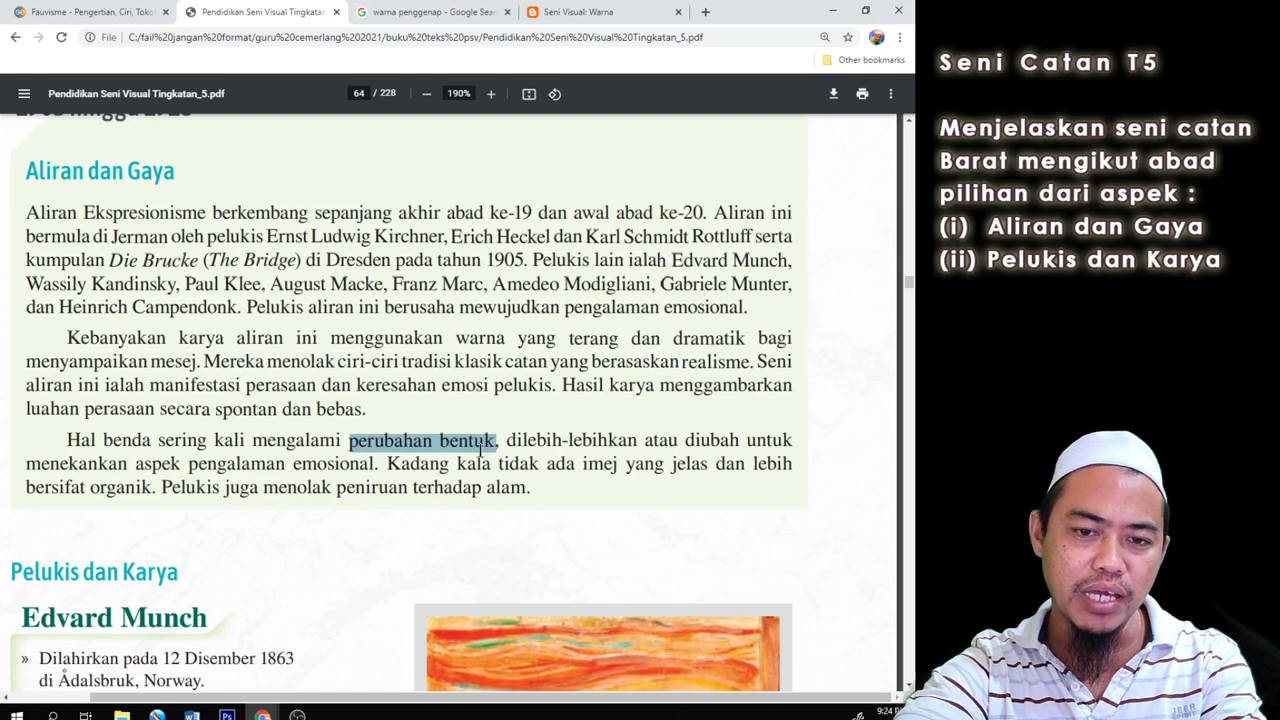 Fauvisme - Pengertian, Ciri, Toko
Pendidikan Seni Visual Tingkatan
warna penggenap - Google Sear
Seni Visual: Warna
File
C:/fail%20jangan%20format/guru%20cemerlang%202021/buku%20teks%20psv/Pendidikan%20Seni%20Visual%20Tingkatan_5.pdf
Other bookmarks
Pendidikan Seni Visual Tingkatan_5.pdf
64 / 228
190%
Aliran dan Gaya
Aliran Ekspresionisme berkembang sepanjang akhir abad ke-19 dan awal abad ke-20. Aliran ini
bermula di Jerman oleh pelukis Ernst Ludwig Kirchner, Erich Heckel dan Karl Schmidt Rottluff serta
kumpulan Die Brucke (The Bridge) di Dresden pada tahun 1905. Pelukis lain ialah Edvard Munch,
Wassily Kandinsky, Paul Klee, August Macke, Franz Marc, Amedeo Modigliani, Gabriele Munter,
dan Heinrich Campendonk. Pelukis aliran ini berusaha mewujudkan pengalaman emosional.
Kebanyakan karya aliran ini menggunakan warna yang terang dan dramatik bagi
menyampaikan mesej. Mereka menolak ciri-ciri tradisi klasik catan yang berasaskan realisme. Seni
aliran ini ialah manifestasi perasaan dan keresahan emosi pelukis. Hasil karya menggambarkan
luahan perasaan secara spontan dan bebas.
Hal benda sering kali mengalami perubahan bentuk, dilebih-lebihkan atau diubah untuk
menekankan aspek pengalaman emosional. Kadang kala tidak ada imej yang jelas dan lebih
bersifat organik. Pelukis juga menolak peniruan terhadap alam.
Pelukis dan Karya
Edvard Munch
» Dilahirkan pada 12 Disember 1863
di Ådalsbruk, Norway.
9:24 P
Seni Catan T5
Menjelaskan seni catan
Barat mengikut abad
pilihan dari aspek :
(i) Aliran dan Gaya
(ii) Pelukis dan Karya
JEEP
SPIRIT